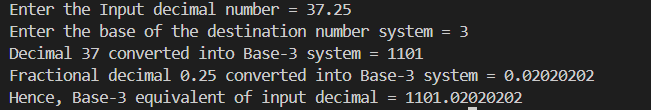 Enter the Input decimal number = 37.25
Enter the base of the destination number system = 3
Decimal 37 converted into Base-3 system = 1101
Fractional decimal 0.25 converted into Base-3 system = 0.02020202
Hence, Base-3 equivalent of input decimal = 1101.02020202